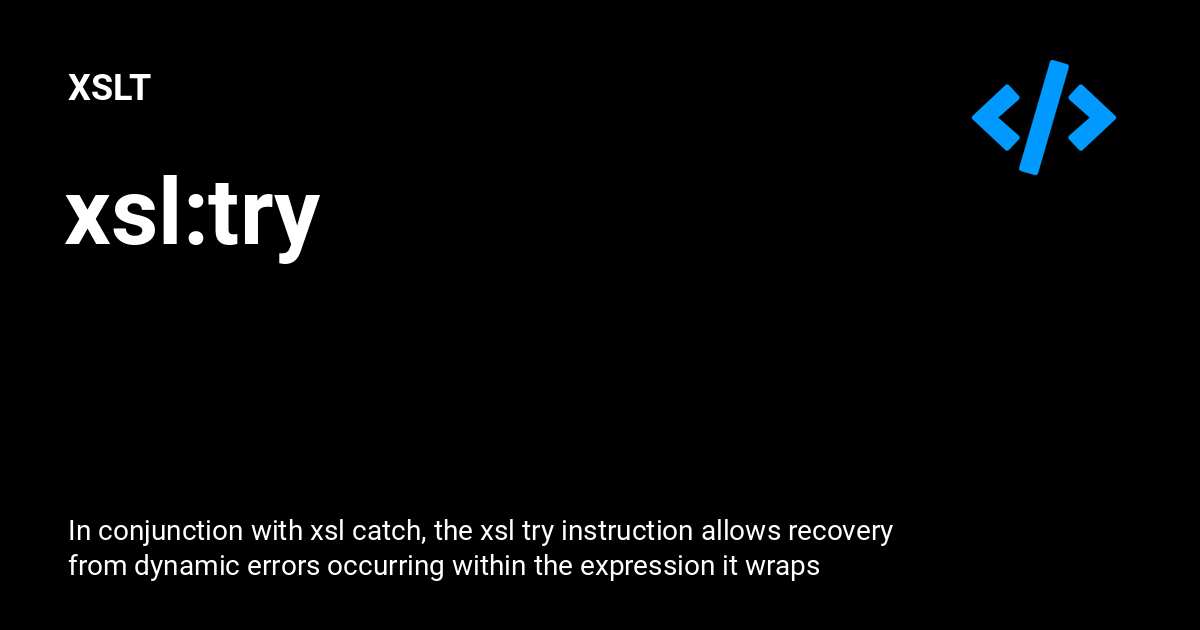 XSLT
xsl:try
In conjunction with xsl catch, the xsl try instruction allows recovery
from dynamic errors occurring within the expression it wraps